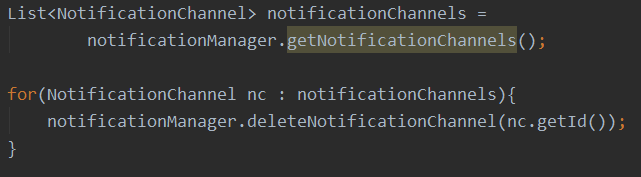 List<NotificationChannel> notificationChannels =
notificationManager.getNotificationChannels();
for(NotificationChannel nc : notificationChannels){
notificationManager.deleteNotificationChannel(nc.getId());
}